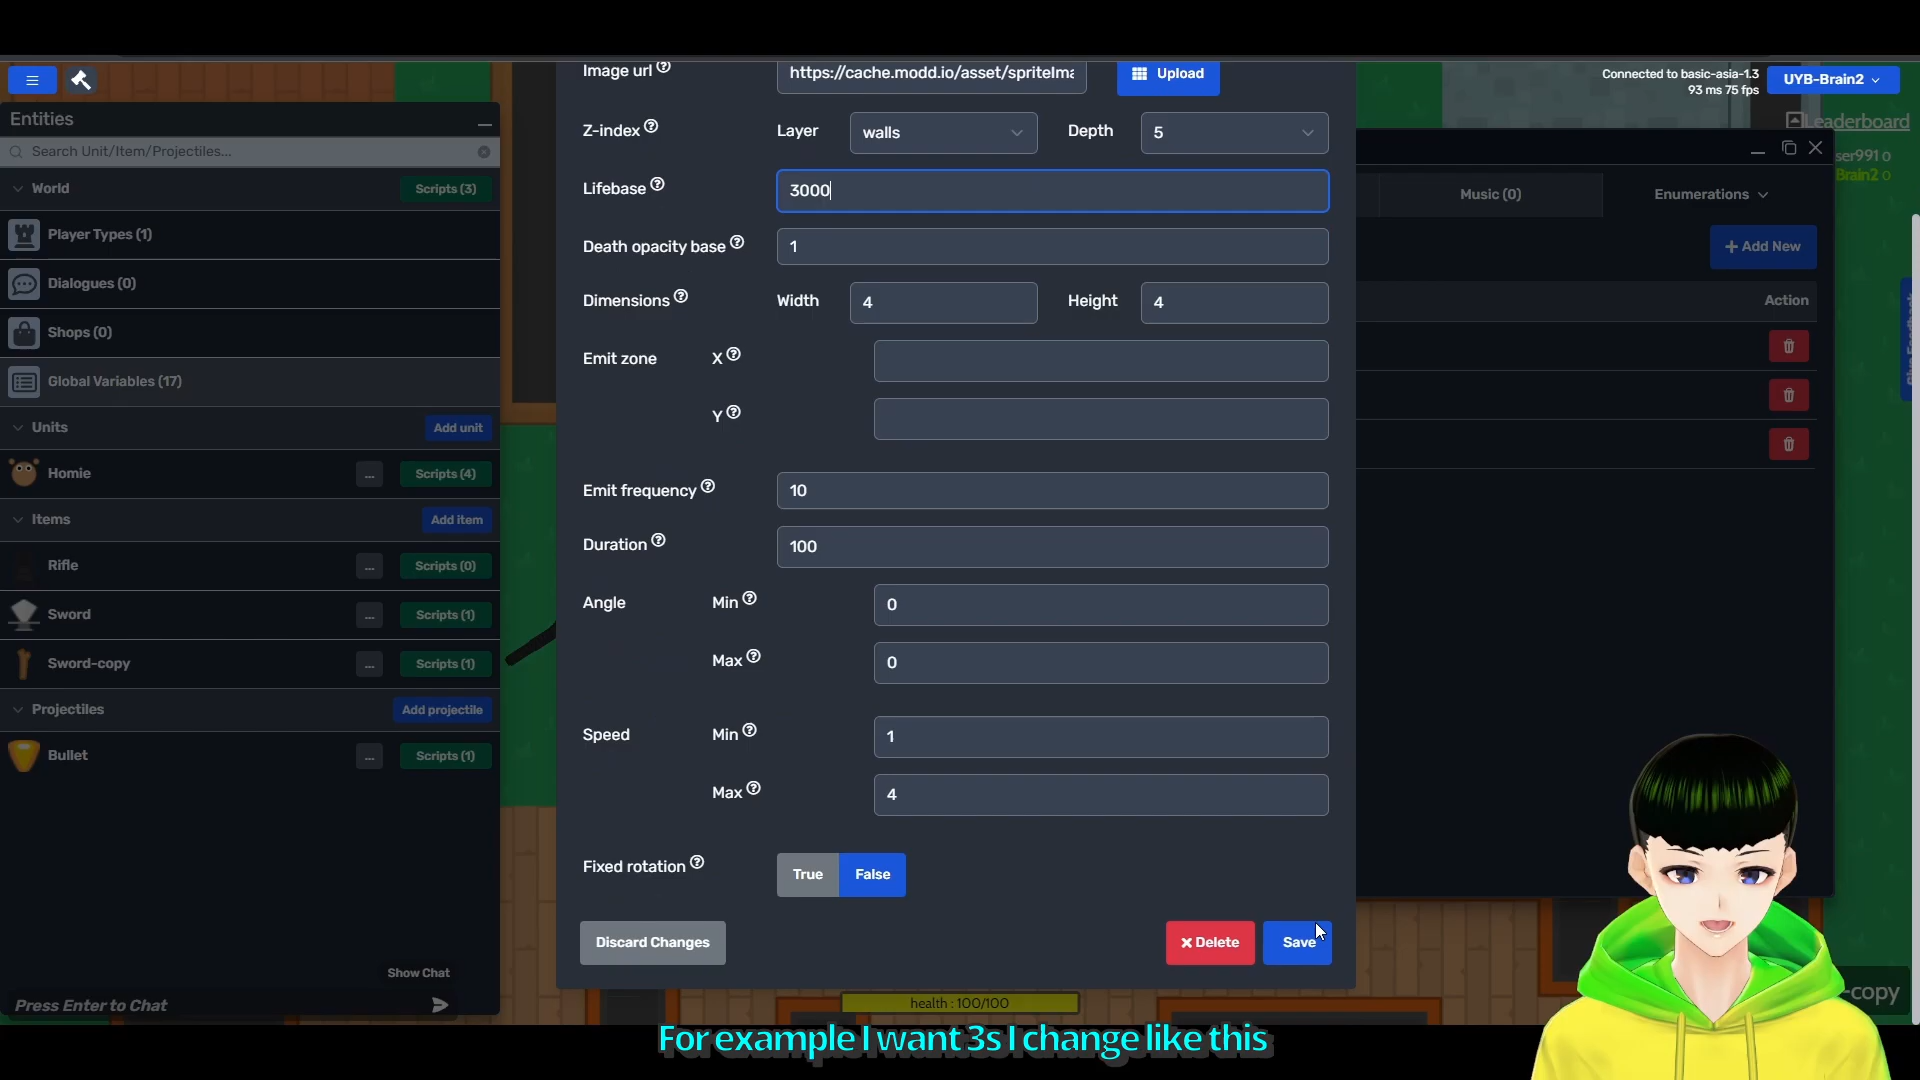 Image url
https://cache.modd.io/asset/spriteIma
Upload
Connected to basic-asia-1.3
93 ms 75 fps
UYB-Brain2
Entities
Leaderboard
Search Unit/Item/Projectiles...
Z-index
Layer
walls
Depth
5
ser991 0
Brain2 0
World
Scripts (3)
Lifebase
3000
Music (0)
Enumerations
Player Types (1)
Death opacity base
1
Add New
Dialogues (0)
Dimensions
Width
4
Height
4
Action
Shops (0)
Emit zone
X
Global Variables (17)
Y
Units
Add unit
Homie
...
Scripts (4)
Emit frequency
10
Items
Add item
Duration
100
Rifle
...
Scripts (0)
Angle
Min
0
Sword
...
Scripts (1)
Max
0
Sword-copy
...
Scripts (1)
Projectiles
Add projectile
Speed
Min
1
Bullet
...
Scripts (1)
Max
4
Fixed rotation
True
False
Discard Changes
Delete
Save
Show Chat
Press Enter to Chat
health : 100/100
-copy
For example I want 3s I change like this